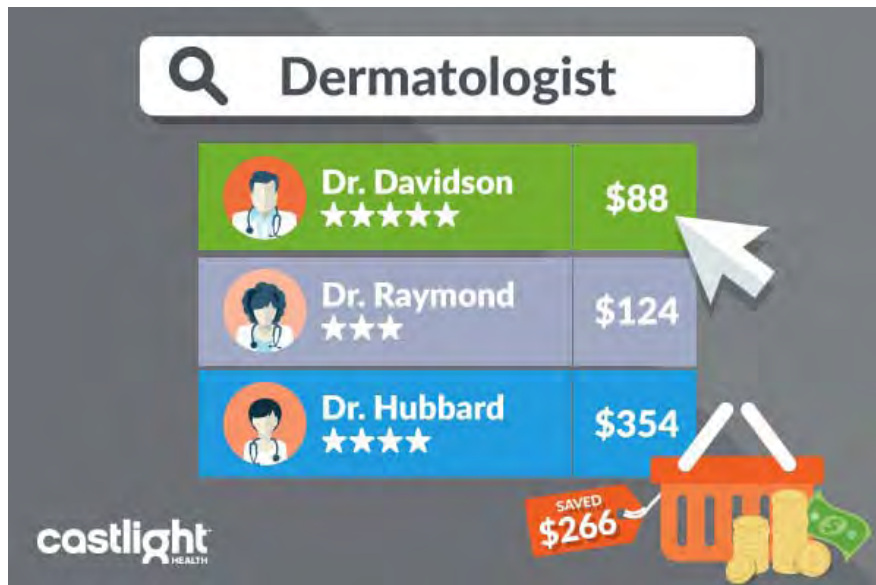 Dermatologist
Dr. Davidson
$88
Dr. Raymond
$124
Dr. Hubbard
$354
SAVED
$266
castlight
HEALTH